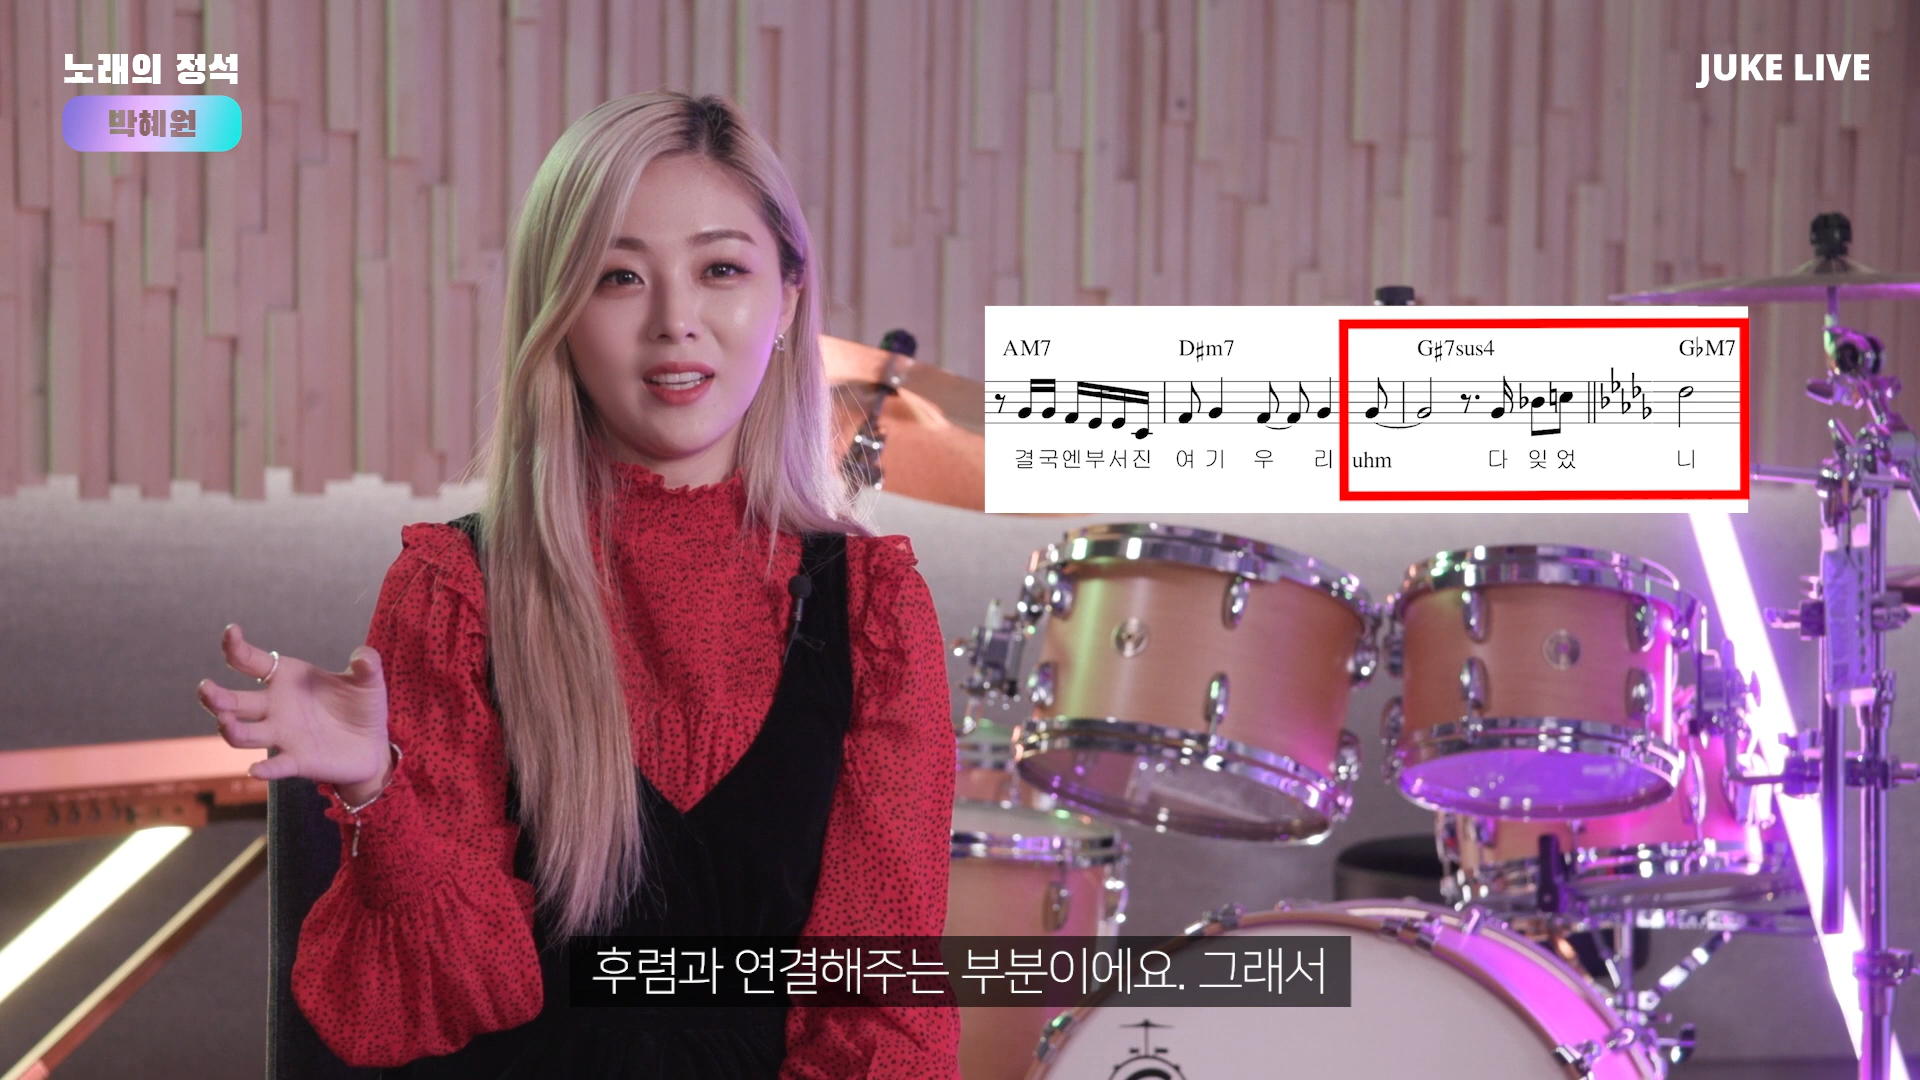 노래의 정석
박혜원
JUKE LIVE
AM7 D♯m7 G♯7sus4 G♭M7
결국엔부서진 여기 우 리 uhm 다 잊었 니
후렴과 연결해주는 부분이에요. 그래서